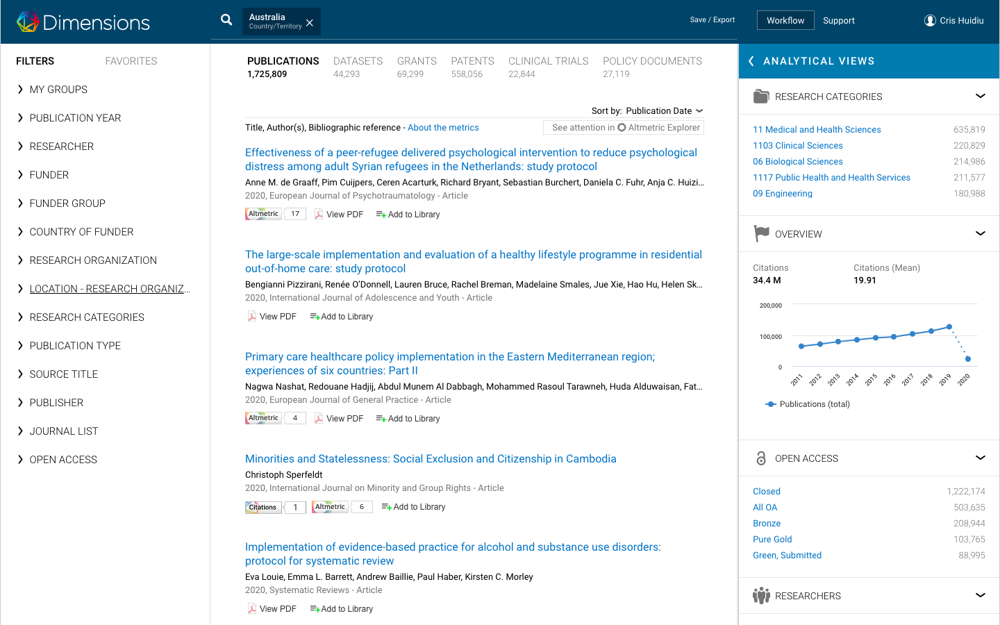 Dimensions
Australia
Country/Territory
Save / Export
Workflow
Support
Cris Huidiu
FILTERS
FAVORITES
MY GROUPS
PUBLICATION YEAR
RESEARCHER
FUNDER
FUNDER GROUP
COUNTRY OF FUNDER
RESEARCH ORGANIZATION
LOCATION - RESEARCH ORGANIZ...
RESEARCH CATEGORIES
PUBLICATION TYPE
SOURCE TITLE
PUBLISHER
JOURNAL LIST
OPEN ACCESS
PUBLICATIONS
1,725,809
DATASETS
44,293
GRANTS
69,299
PATENTS
558,056
CLINICAL TRIALS
22,844
POLICY DOCUMENTS
27,119
Sort by: Publication Date
Title, Author(s), Bibliographic reference - About the metrics
See attention in Altmetric Explorer
Effectiveness of a peer-refugee delivered psychological intervention to reduce psychological
distress among adult Syrian refugees in the Netherlands: study protocol
Anne M. de Graaff, Pim Cuijpers, Ceren Acarturk, Richard Bryant, Sebastian Burchert, Daniela C. Fuhr, Anja C. Huizi...
2020, European Journal of Psychotraumatology - Article
Altmetric 17 View PDF Add to Library
The large-scale implementation and evaluation of a healthy lifestyle programme in residential
out-of-home care: study protocol
Bengianni Pizzirani, Renée O’Donnell, Lauren Bruce, Rachel Breman, Madelaine Smales, Jue Xie, Hao Hu, Helen Sk...
2020, International Journal of Adolescence and Youth - Article
View PDF Add to Library
Primary care healthcare policy implementation in the Eastern Mediterranean region;
experiences of six countries: Part II
Nagwa Nashat, Redouane Hadjij, Abdul Munem Al Dabbagh, Mohammed Rasoul Tarawneh, Huda Alduwaisan, Fat...
2020, European Journal of General Practice - Article
Altmetric 4 View PDF Add to Library
Minorities and Statelessness: Social Exclusion and Citizenship in Cambodia
Christoph Sperfeldt
2020, International Journal on Minority and Group Rights - Article
Citations 1 Altmetric 6 Add to Library
Implementation of evidence-based practice for alcohol and substance use disorders:
protocol for systematic review
Eva Louie, Emma L. Barrett, Andrew Baillie, Paul Haber, Kirsten C. Morley
2020, Systematic Reviews - Article
View PDF Add to Library
ANALYTICAL VIEWS
RESEARCH CATEGORIES
11 Medical and Health Sciences 635,819
1103 Clinical Sciences 220,829
06 Biological Sciences 214,986
1117 Public Health and Health Services 211,577
09 Engineering 180,988
OVERVIEW
Citations
34.4 M
Citations (Mean)
19.91
200,000
100,000
0
2011 2012 2013 2014 2015 2016 2017 2018 2019 2020
Publications (total)
OPEN ACCESS
Closed 1,222,174
All OA 503,635
Bronze 208,944
Pure Gold 103,765
Green, Submitted 88,995
RESEARCHERS